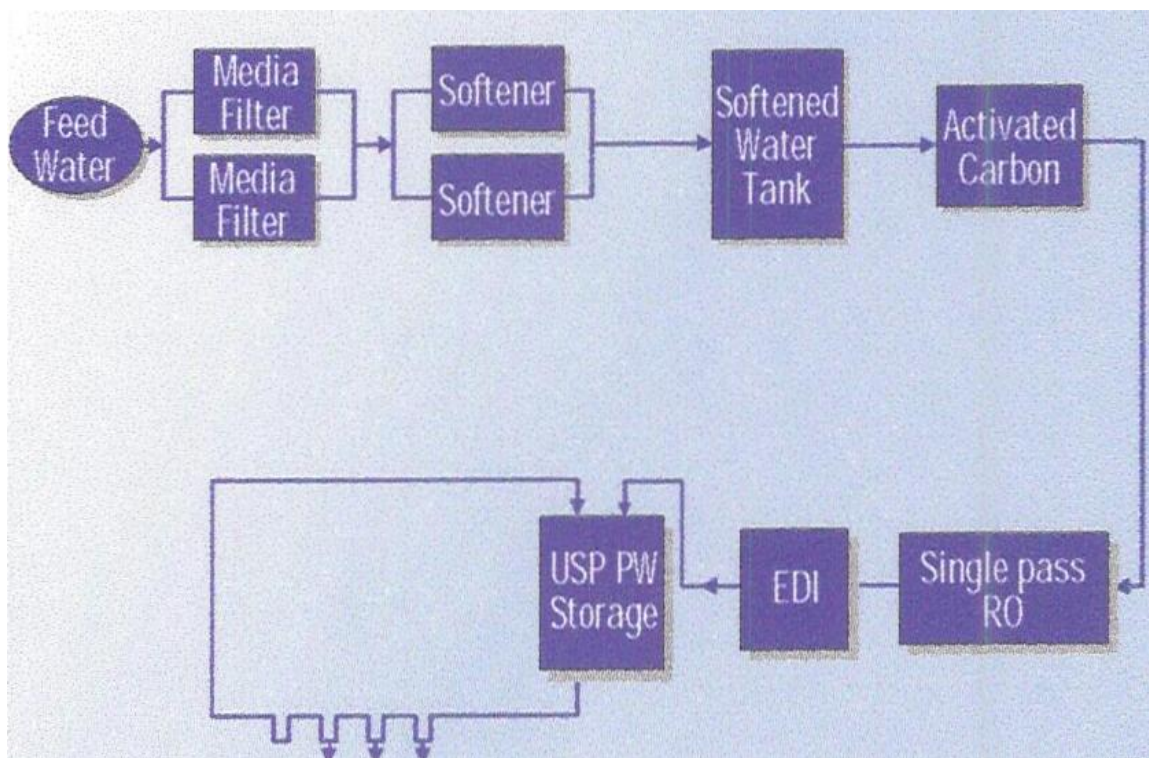 Feed
Water
Media
Filter
Media
Filter
Softener
Softener
Softened
Water
Tank
Activated
Carbon
USP PW
Storage
EDI
Single pass
RO